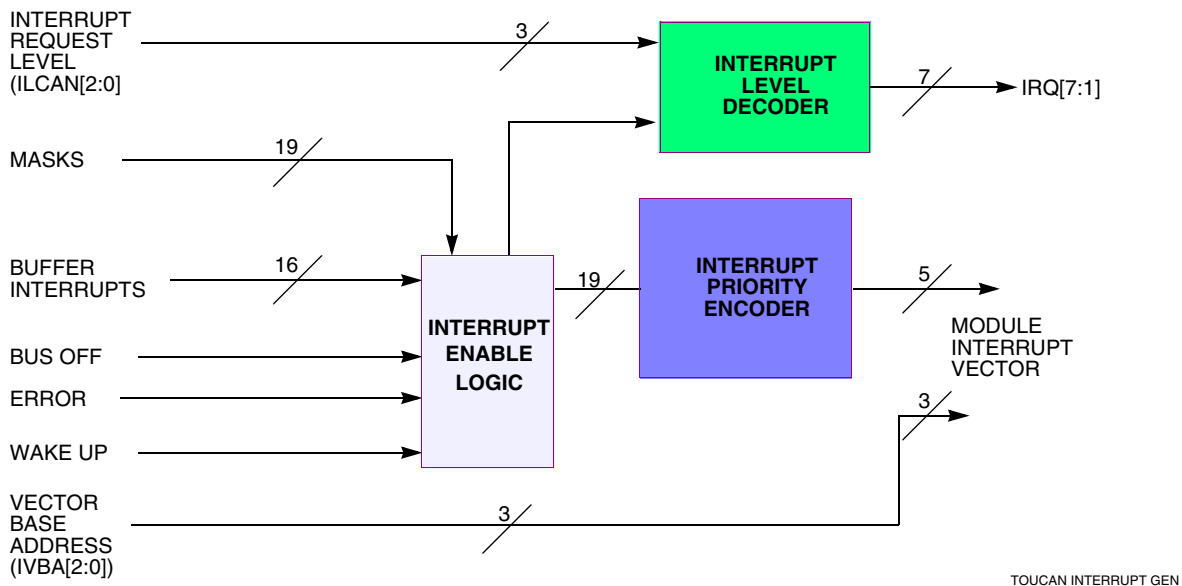 INTERRUPT
REQUEST
LEVEL
(ILCAN[2:0]
3
INTERRUPT
LEVEL
DECODER
7
IRQ[7:1]
MASKS
19
BUFFER
INTERRUPTS
16
BUS OFF
ERROR
WAKE UP
INTERRUPT
ENABLE
LOGIC
19
INTERRUPT
PRIORITY
ENCODER
5
MODULE
INTERRUPT
VECTOR
3
VECTOR
BASE
ADDRESS
(IVBA[2:0])
3
TOUCAN INTERRUPT GEN